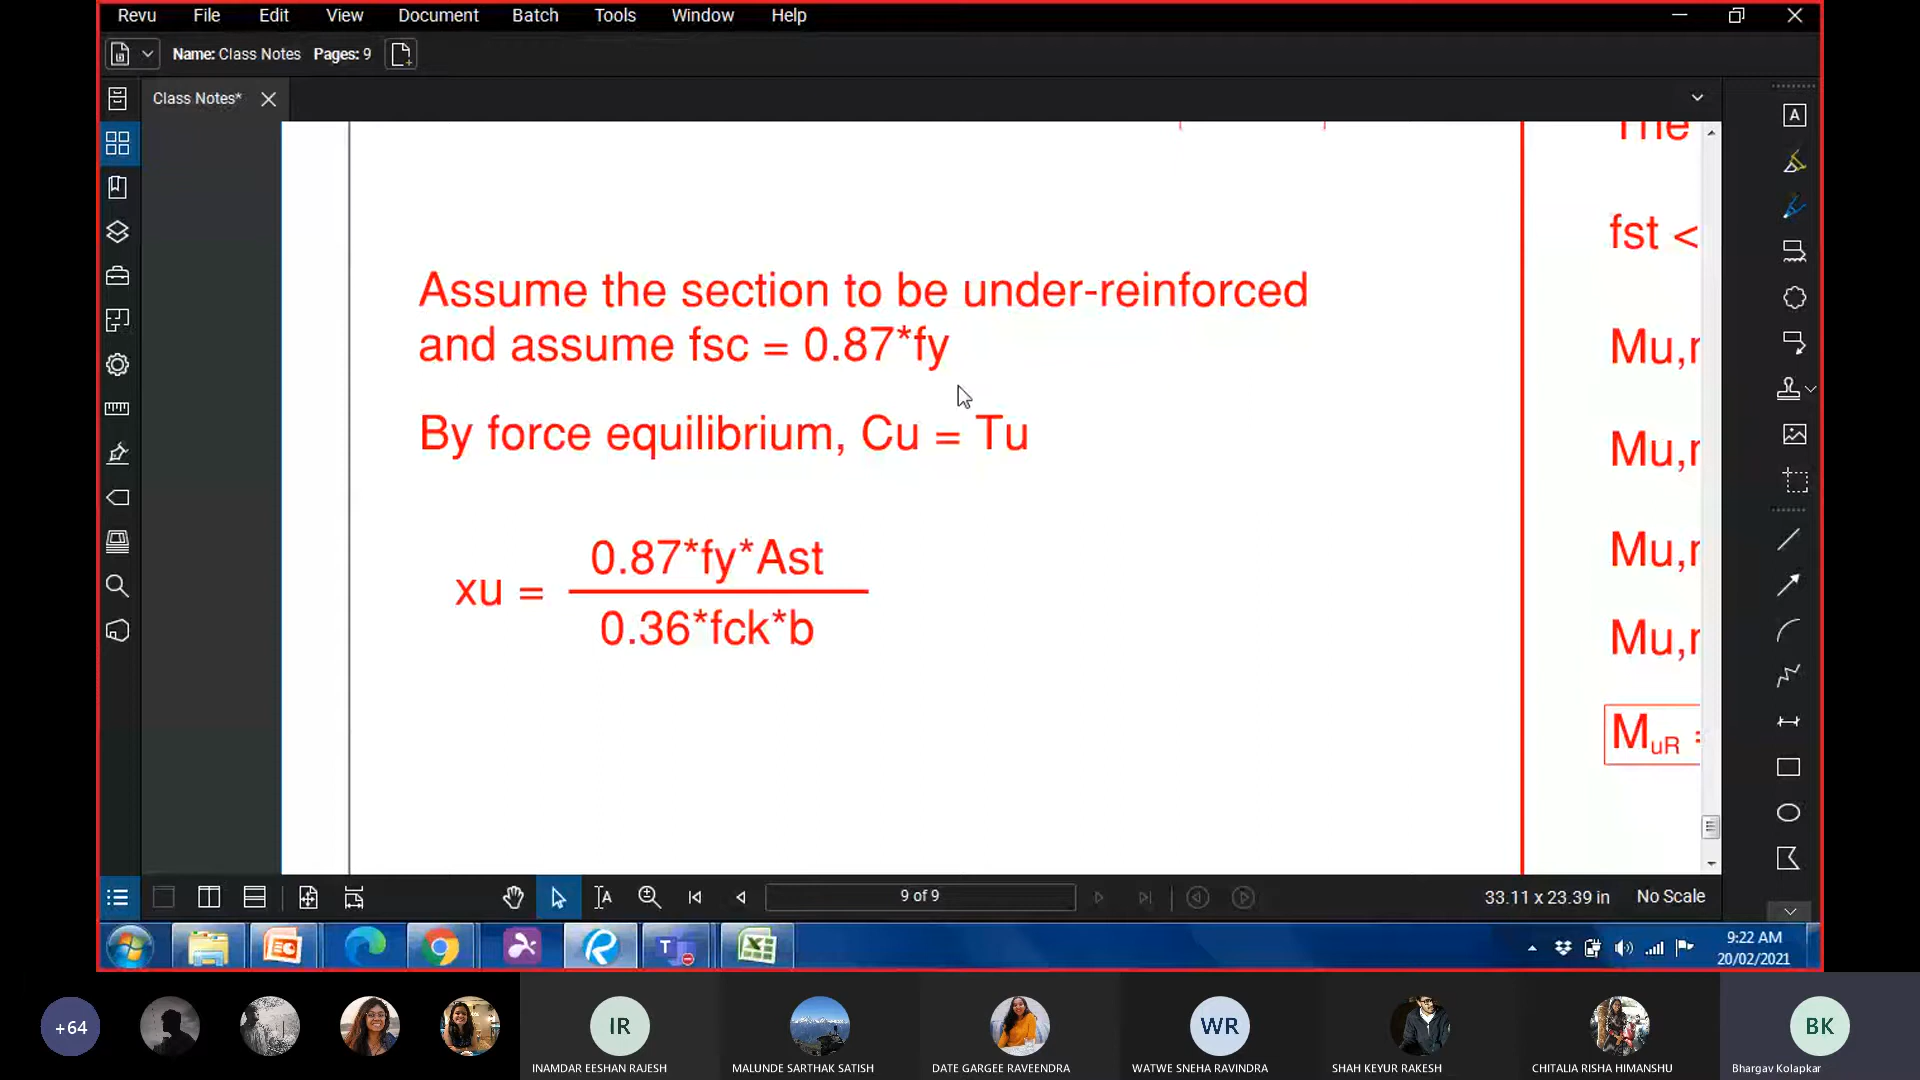 Revu File Edit View Document Batch Tools Window Help
Name: Class Notes Pages: 9
Class Notes*
The
fst <
Assume the section to be under-reinforced
and assume fsc = 0.87*fy
By force equilibrium, Cu = Tu
xu = 0.87*fy*Ast
0.36*fck*b
Mu,r
Mu,r
Mu,r
Mu,r
MuR =
9 of 9
33.11 x 23.39 in No Scale
9:22 AM
20/02/2021
+64
IR
WR
BK
INAMDAR EESHAN RAJESH
MALUNDE SARTHAK SATISH
DATE GARGEE RAVEENDRA
WATWE SNEHA RAVINDRA
SHAH KEYUR RAKESH
CHITALIA RISHA HIMANSHU
Bhargav Kolapkar